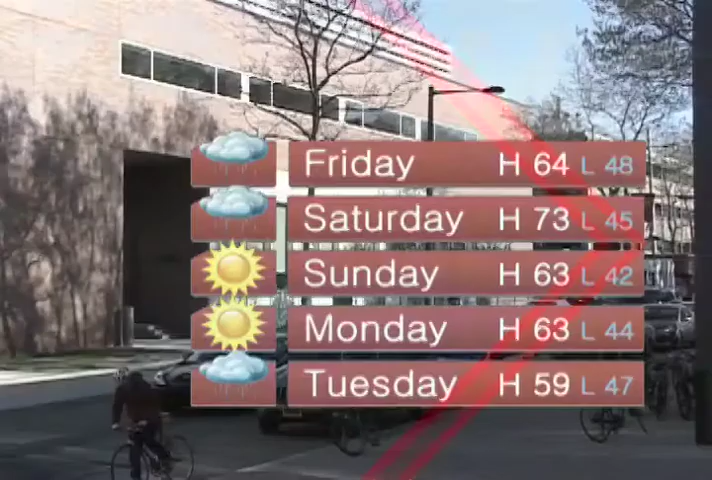 Friday H 64 L 48
Saturday H 73 L 45
Sunday H 63 L 42
Monday H 63 L 44
Tuesday H 59 L 47